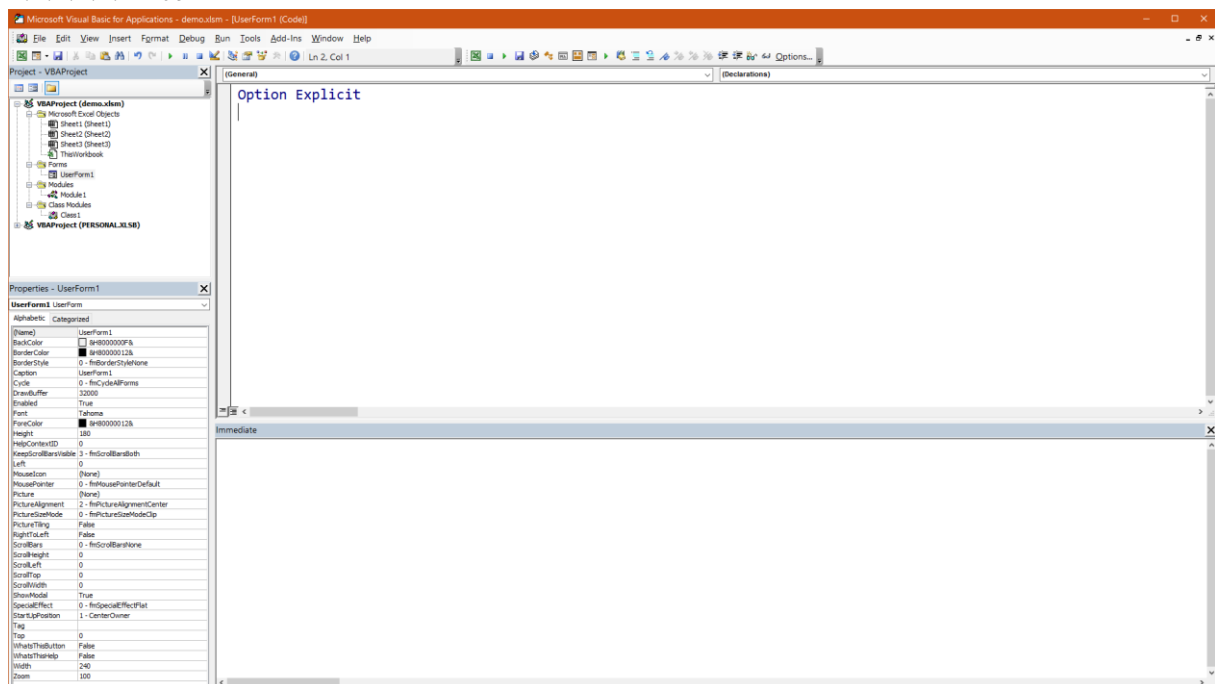 Microsoft Visual Basic for Applications - demo.xlsm - [UserForm1 (Code)]
File Edit View Insert Format Debug Run Tools Add-Ins Window Help
Ln 2, Col 1
Options...
Project - VBAProject
VBAProject (demo.xlsm)
Microsoft Excel Objects
Sheet1 (Sheet1)
Sheet2 (Sheet2)
Sheet3 (Sheet3)
ThisWorkbook
Forms
UserForm1
Modules
Module1
Class Modules
Class1
VBAProject (PERSONAL.XLSB)
(General)
(Declarations)
Option Explicit
Properties - UserForm1
UserForm1 UserForm
Alphabetic Categorized
(Name) UserForm1
BackColor &H8000000F&
BorderColor &H80000012&
BorderStyle 0 - fmBorderStyleNone
Caption UserForm1
Cycle 0 - fmCycleAllForms
DrawBuffer 32000
Enabled True
Font Tahoma
ForeColor &H80000012&
Height 180
HelpContextID 0
KeepScrollBarsVisible 3 - fmScrollBarsBoth
Left 0
MouseIcon (None)
MousePointer 0 - fmMousePointerDefault
Picture (None)
PictureAlignment 2 - fmPictureAlignmentCenter
PictureSizeMode 0 - fmPictureSizeModeClip
PictureTiling False
RightToLeft False
ScrollBars 0 - fmScrollBarsNone
ScrollHeight 0
ScrollLeft 0
ScrollTop 0
ScrollWidth 0
ShowModal True
SpecialEffect 0 - fmSpecialEffectFlat
StartUpPosition 1 - CenterOwner
Tag
Top 0
WhatsThisButton False
WhatsThisHelp False
Width 240
Zoom 100
Immediate